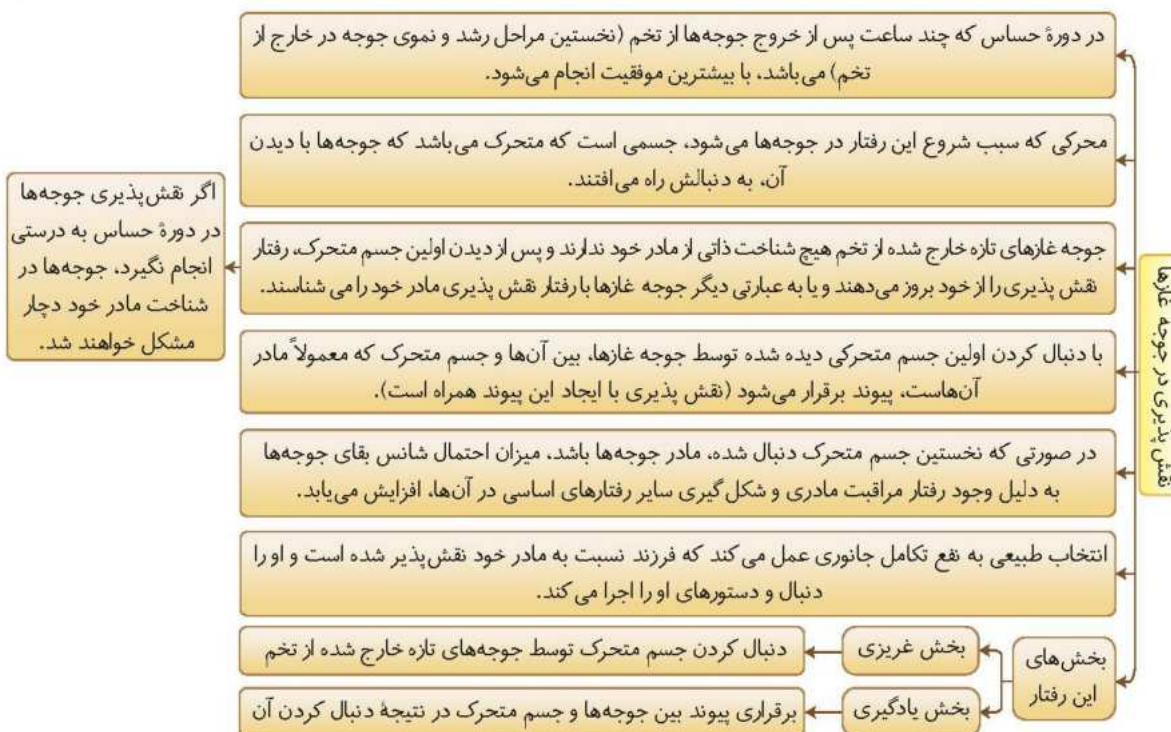 نقش پذیری در جوجه غازها
در دورهٔ حساس که چند ساعت پس از خروج جوجه‌ها از تخم (نخستین مراحل رشد و نموی جوجه در خارج از
تخم) می‌باشد، با بیشترین موفقیت انجام می‌شود.
محرکی که سبب شروع این رفتار در جوجه‌ها می‌شود، جسمی است که متحرک می‌باشد که جوجه‌ها با دیدن
آن، به دنبالش راه می‌افتند.
جوجه غازهای تازه خارج شده از تخم هیچ شناخت ذاتی از مادر خود ندارند و پس از دیدن اولین جسم متحرک، رفتار
نقش پذیری را از خود بروز می‌دهند و یا به عبارتی دیگر جوجه غازها با رفتار نقش پذیری مادر خود را می شناسند.
اگر نقش‌پذیری جوجه‌ها
در دورهٔ حساس به درستی
انجام نگیرد، جوجه‌ها در
شناخت مادر خود دچار
مشکل خواهند شد.
با دنبال کردن اولین جسم متحرکی دیده شده توسط جوجه غازها، بین آن‌ها و جسم متحرک که معمولاً مادر
آن‌هاست، پیوند برقرار می‌شود (نقش پذیری با ایجاد این پیوند همراه است).
در صورتی که نخستین جسم متحرک دنبال شده، مادر جوجه‌ها باشد، میزان احتمال شانس بقای جوجه‌ها
به دلیل وجود رفتار مراقبت مادری و شکل گیری سایر رفتارهای اساسی در آن‌ها، افزایش می‌یابد.
انتخاب طبیعی به نفع تکامل جانوری عمل می کند که فرزند نسبت به مادر خود نقش‌پذیر شده است و او را
دنبال و دستورهای او را اجرا می کند.
بخش‌های
این رفتار
بخش غریزی
دنبال کردن جسم متحرک توسط جوجه‌های تازه خارج شده از تخم
بخش یادگیری
برقراری پیوند بین جوجه‌ها و جسم متحرک در نتیجهٔ دنبال کردن آن